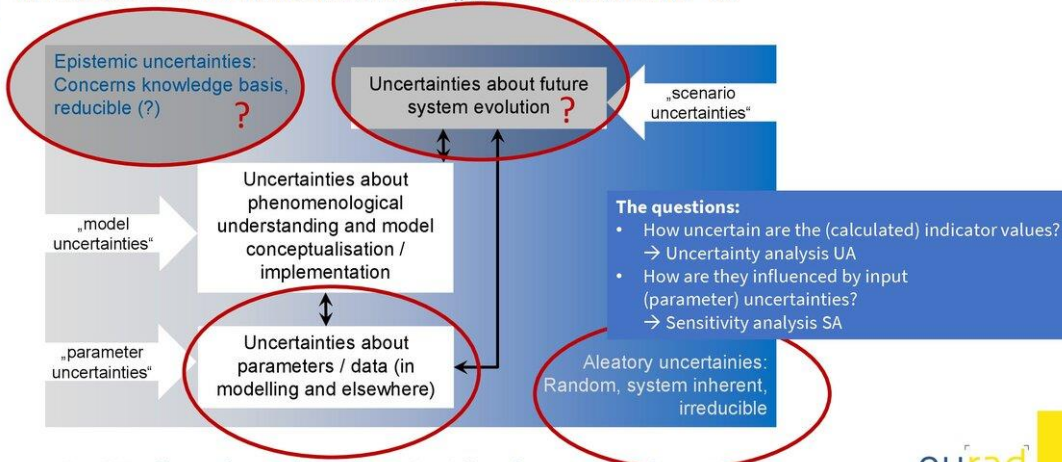 Epistemic uncertainties:
Concerns knowledge basis,
reducible (?)
?
Uncertainties about future
system evolution ?
„scenario
uncertainties“
Uncertainties about
phenomenological
understanding and model
conceptualisation /
implementation
„model
uncertainties“
The questions:
• How uncertain are the (calculated) indicator values?
→ Uncertainty analysis UA
• How are they influenced by input
(parameter) uncertainties?
→ Sensitivity analysis SA
„parameter
uncertainties“
Uncertainties about
parameters / data (in
modelling and elsewhere)
Aleatory uncertainies:
Random, system inherent,
irreducible
eurad